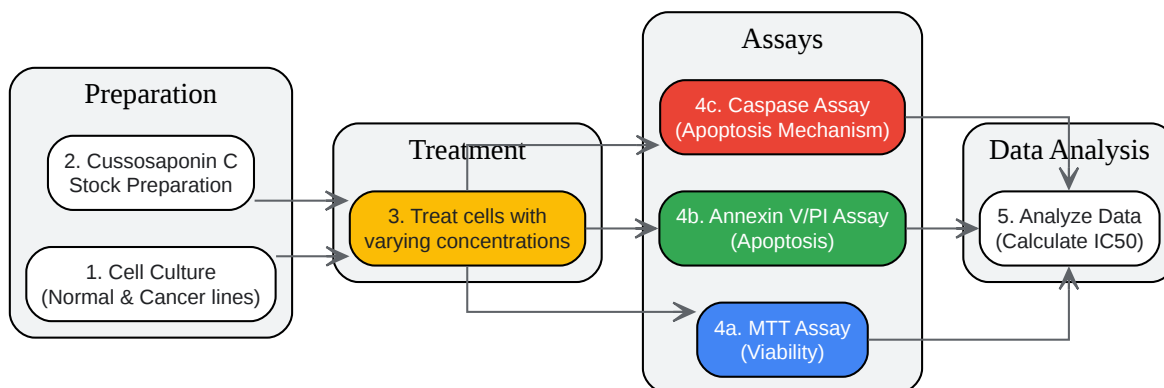 Preparation
2. Cussosaponin C
Stock Preparation
1. Cell Culture
(Normal & Cancer lines)
Treatment
3. Treat cells with
varying concentrations
Assays
4c. Caspase Assay
(Apoptosis Mechanism)
4b. Annexin V/PI Assay
(Apoptosis)
4a. MTT Assay
(Viability)
Data Analysis
5. Analyze Data
(Calculate IC50)